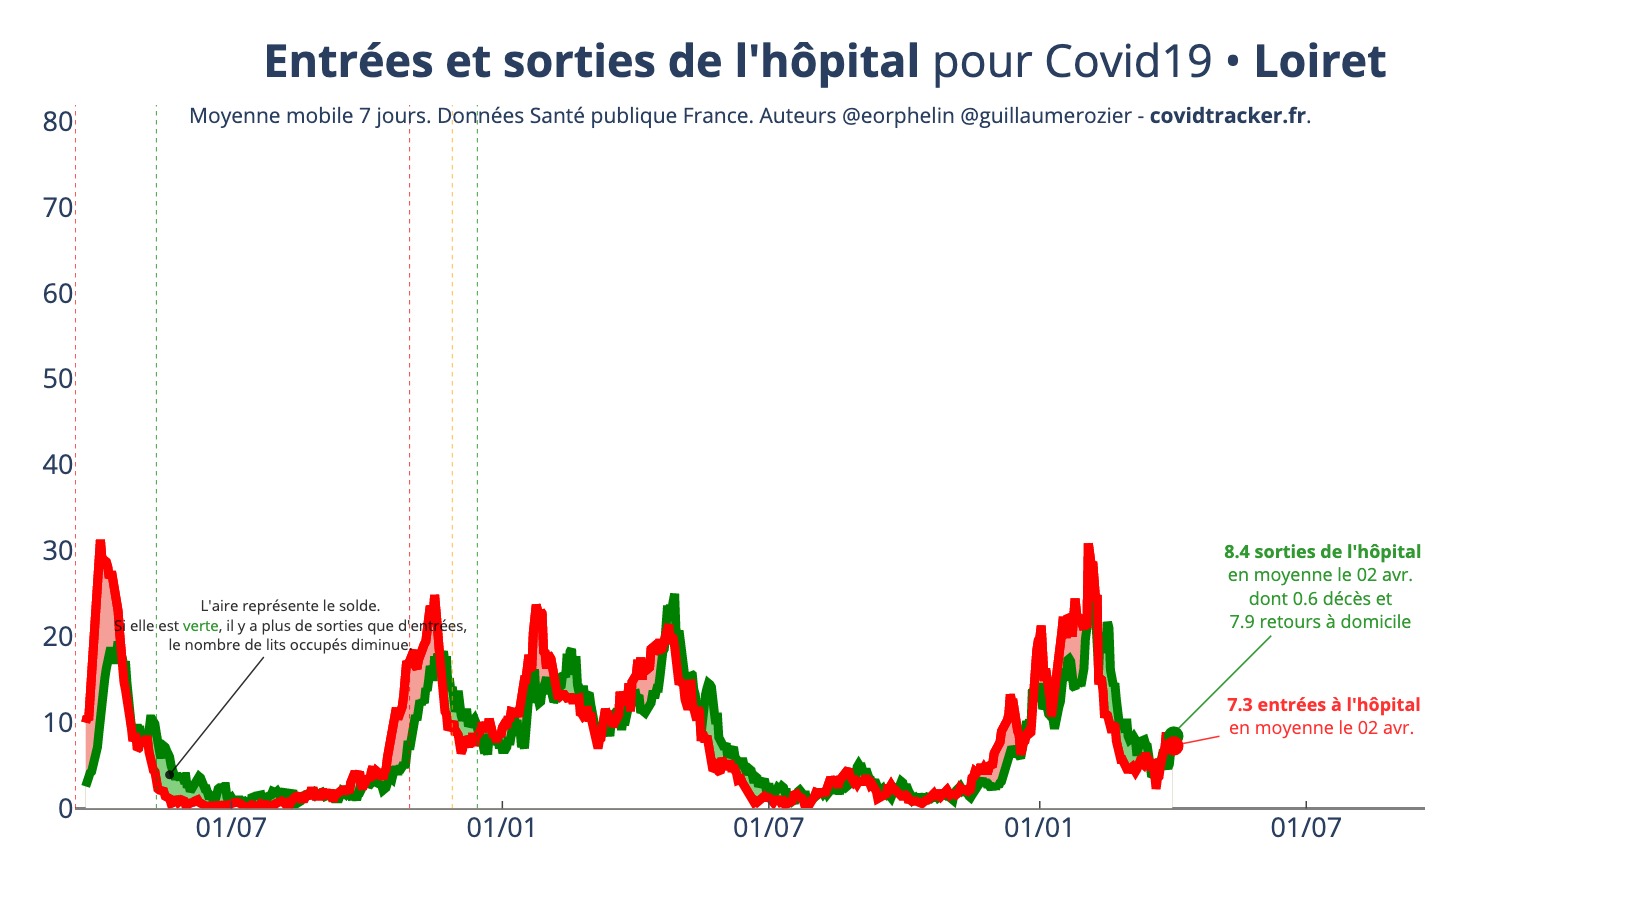 Entrées et sorties de l'hôpital pour Covid19 • Loiret
Moyenne mobile 7 jours. Données Santé publique France. Auteurs @eorphelin @guillaumerozier - covidtracker.fr.
80
70
60
50
40
30
20
10
0
L'aire représente le solde.
Si elle est verte, il y a plus de sorties que d'entrées,
le nombre de lits occupés diminue.
8.4 sorties de l'hôpital
en moyenne le 02 avr.
dont 0.6 décès et
7.9 retours à domicile
7.3 entrées à l'hôpital
en moyenne le 02 avr.
01/07
01/01
01/07
01/01
01/07